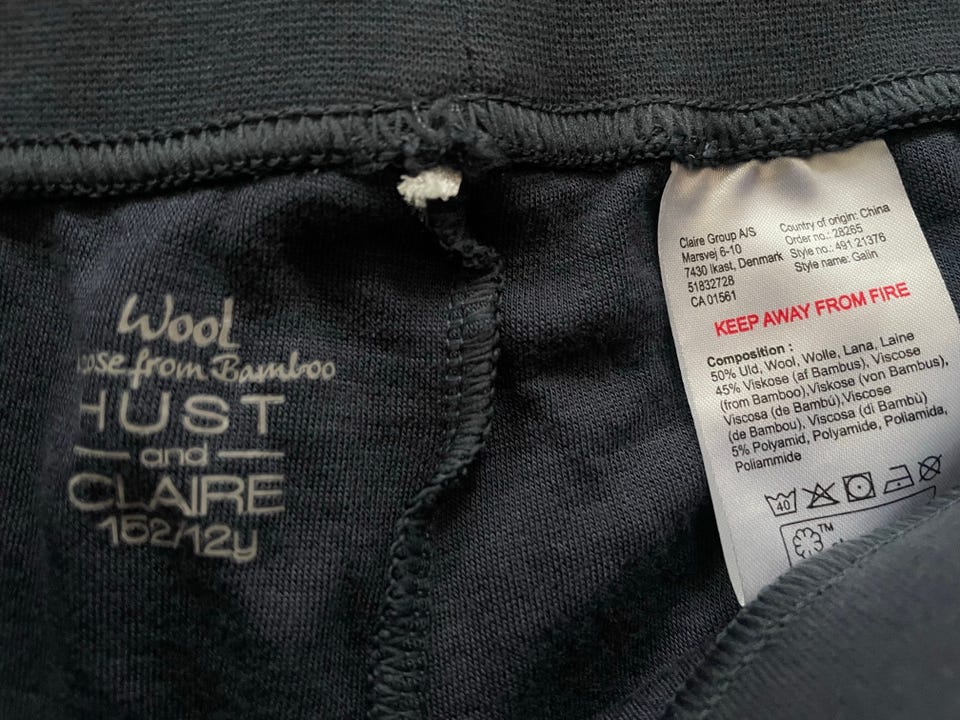 Wool
from Bamboo
HUST
and
CLAIRE
152/12y
Claire Group A/S
Marsvej 6-10
7430 Ikast, Denmark
51832728
CA 01561
Country of origin: China
Order no.: 28265
Style no.: 491 21376
Style name: Galin
KEEP AWAY FROM FIRE
Composition :
50% Uld, Wool, Wolle, Lana, Laine
45% Viskose (af Bambus), Viscose
(from Bamboo),Viskose (von Bambus),
Viscosa (de Bambú),Viscose
(de Bambou), Viscosa (di Bambù)
5% Polyamid, Polyamide, Poliamida,
Poliammide
40
TM